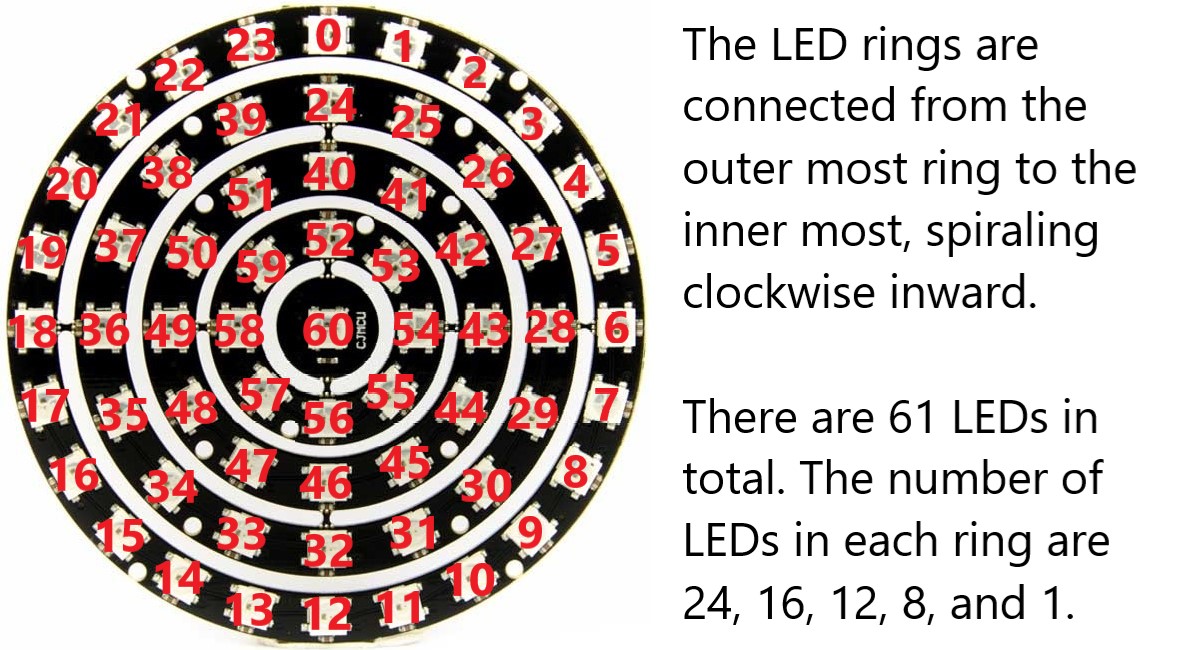 0
23 1
22 2
24
21 39 25 3
40
20 38 51 41 26 4
52
19 37 50 59 53 42 27 5
18 36 49 58 60 54 43 28 6
CJMCU
17 35 48 57 56 55 44 29 7
16 34 47 46 45 30 8
15 33 32 31 9
14 10
13 12 11
The LED rings are
connected from the
outer most ring to the
inner most, spiraling
clockwise inward.
There are 61 LEDs in
total. The number of
LEDs in each ring are
24, 16, 12, 8, and 1.